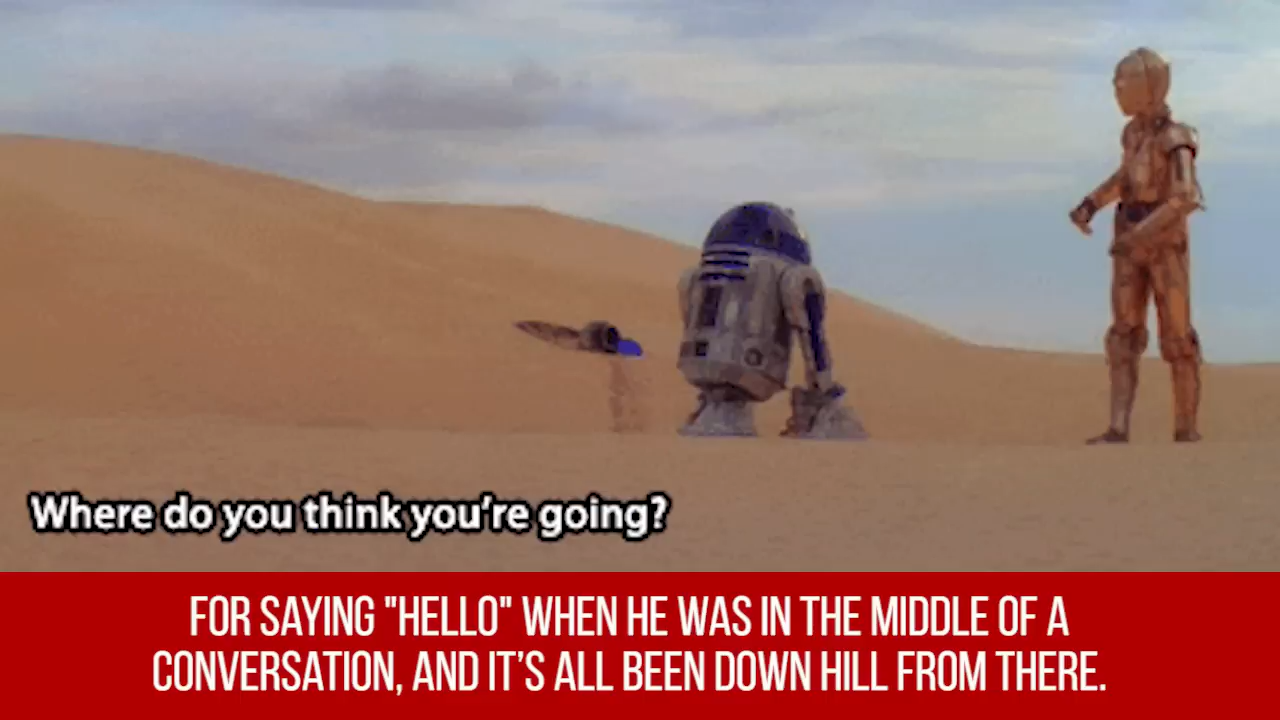 Where do you think you're going?
FOR SAYING "HELLO" WHEN HE WAS IN THE MIDDLE OF A
CONVERSATION, AND IT'S ALL BEEN DOWN HILL FROM THERE.